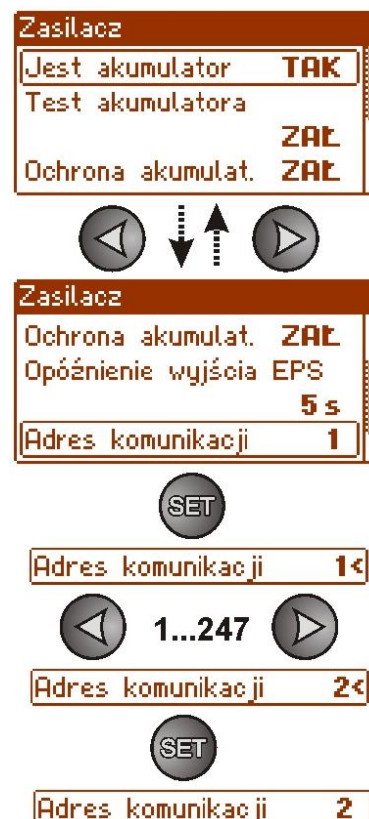 Zasilacz
Jest akumulator TAK
Test akumulatora
ZAŁ
Ochrona akumulat. ZAŁ
Zasilacz
Ochrona akumulat. ZAŁ
Opóźnienie wyjścia EPS
5 s
Adres komunikacji 1
SET
Adres komunikacji 1<
1...247
Adres komunikacji 2<
SET
Adres komunikacji 2